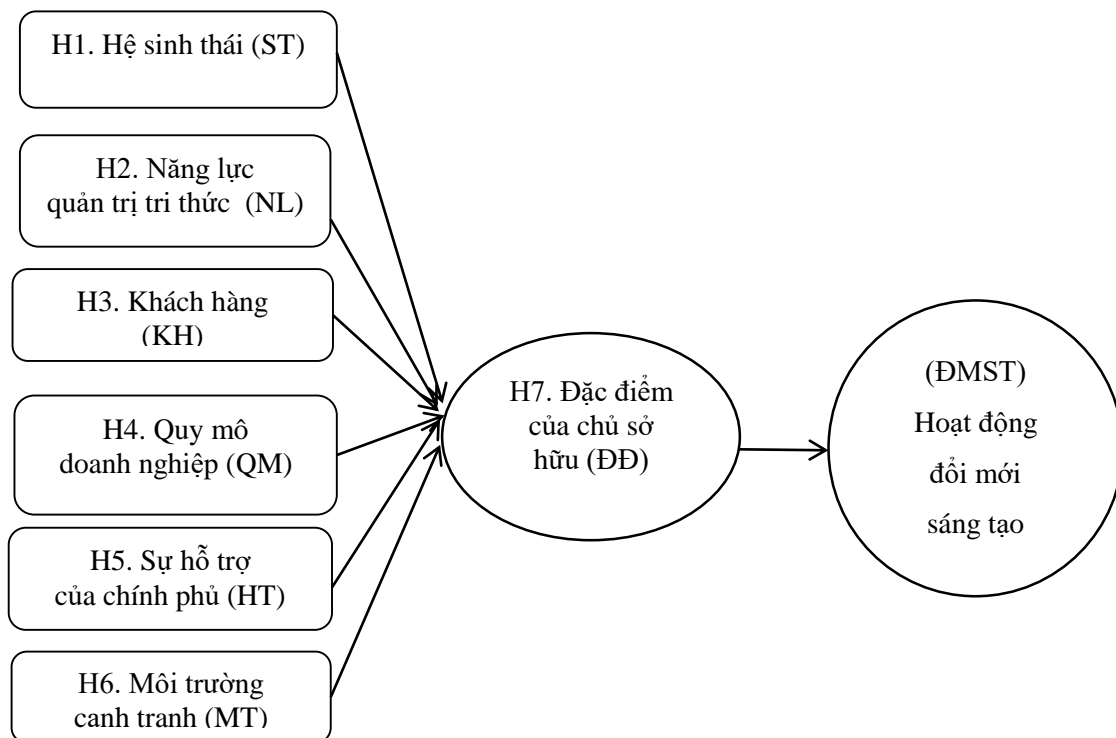 H1. Hệ sinh thái (ST)
H2. Năng lực
quản trị tri thức (NL)
H3. Khách hàng
(KH)
H4. Quy mô
doanh nghiệp (QM)
H5. Sự hỗ trợ
của chính phủ (HT)
H6. Môi trường
canh tranh (MT)
H7. Đặc điểm
của chủ sở
hữu (ĐĐ)
(ĐMST)
Hoạt động
đổi mới
sáng tạo